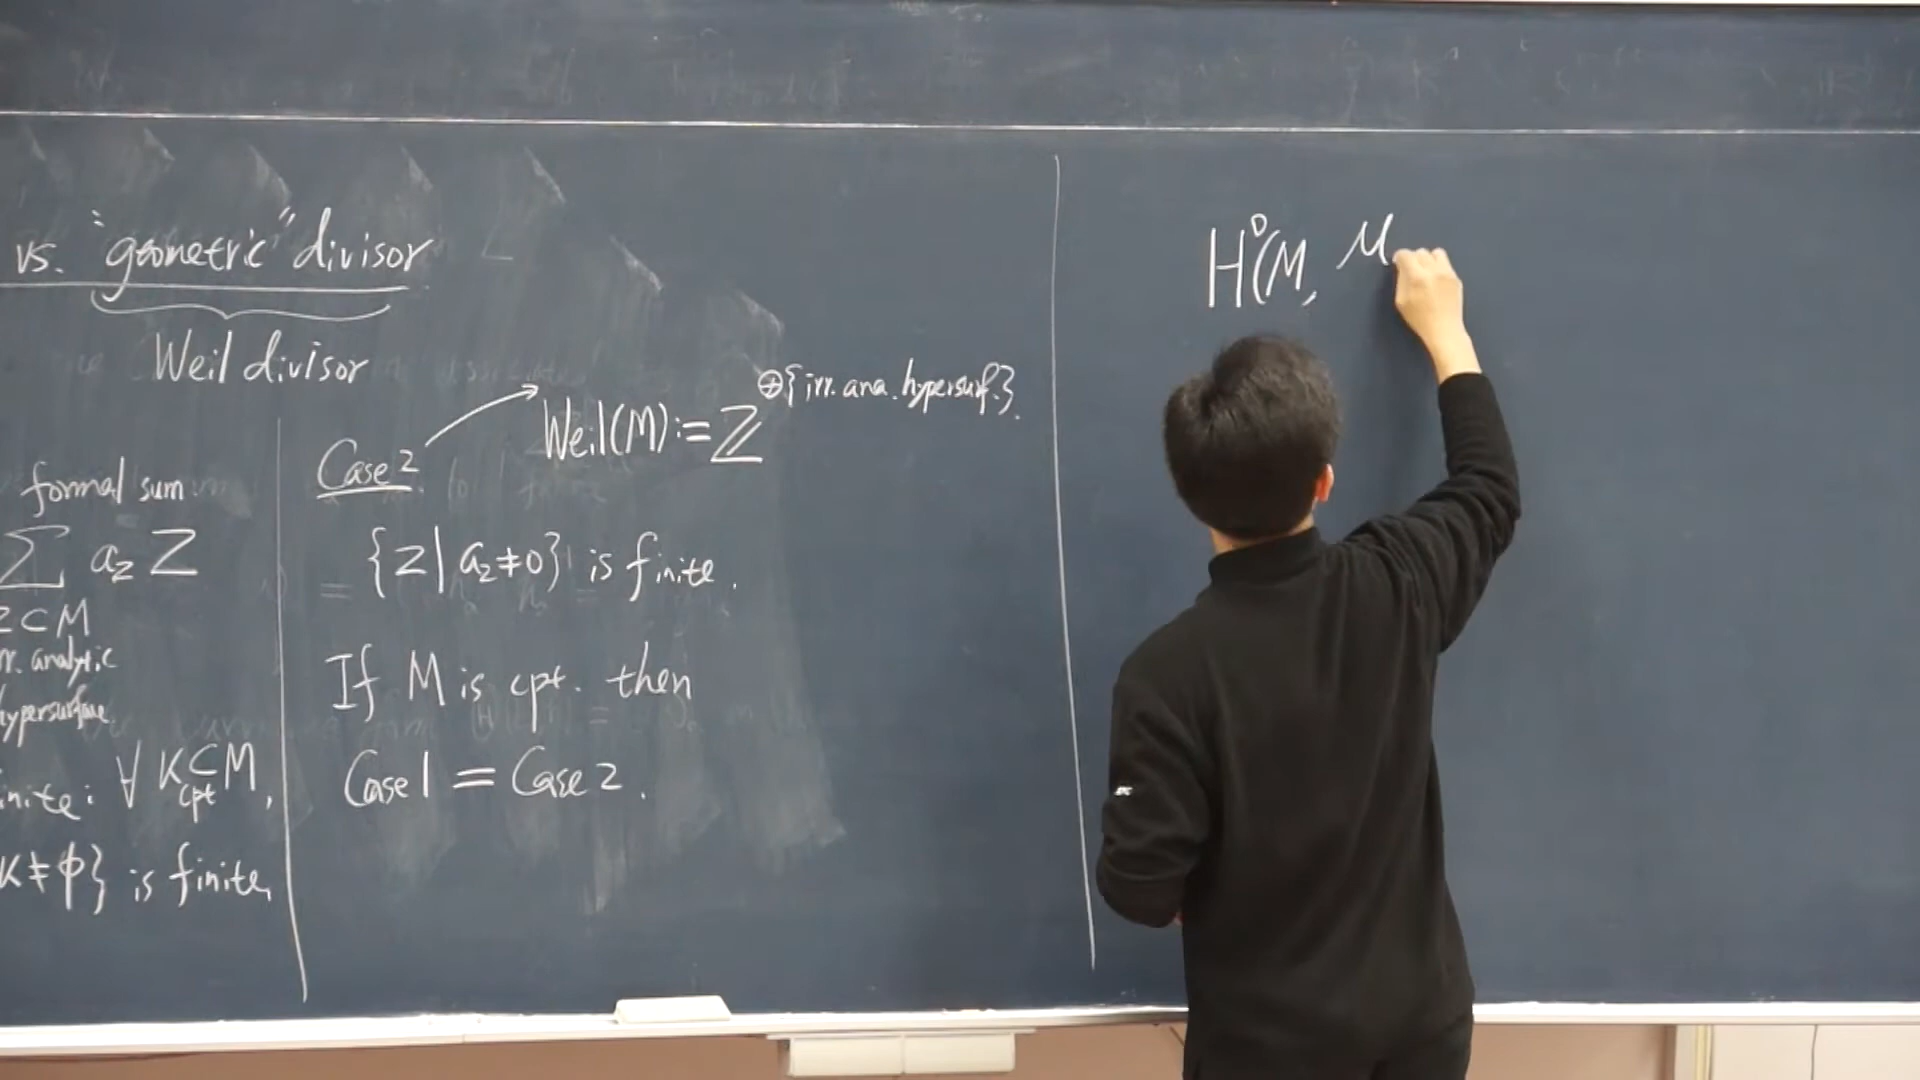 vs. "geometric" divisor
Weil divisor
formal sum
∑ a_Z Z
Z⊂M
irr. analytic
hypersurface
finite: ∀K⊂M,
cpt
K≠φ} is finite,
Case 2
Weil(M) := ℤ^⊕{irr. ana. hypersurf.}.
{Z | a_Z≠0} is finite.
If M is cpt. then
Case 1 = Case 2.
H⁰(M, M